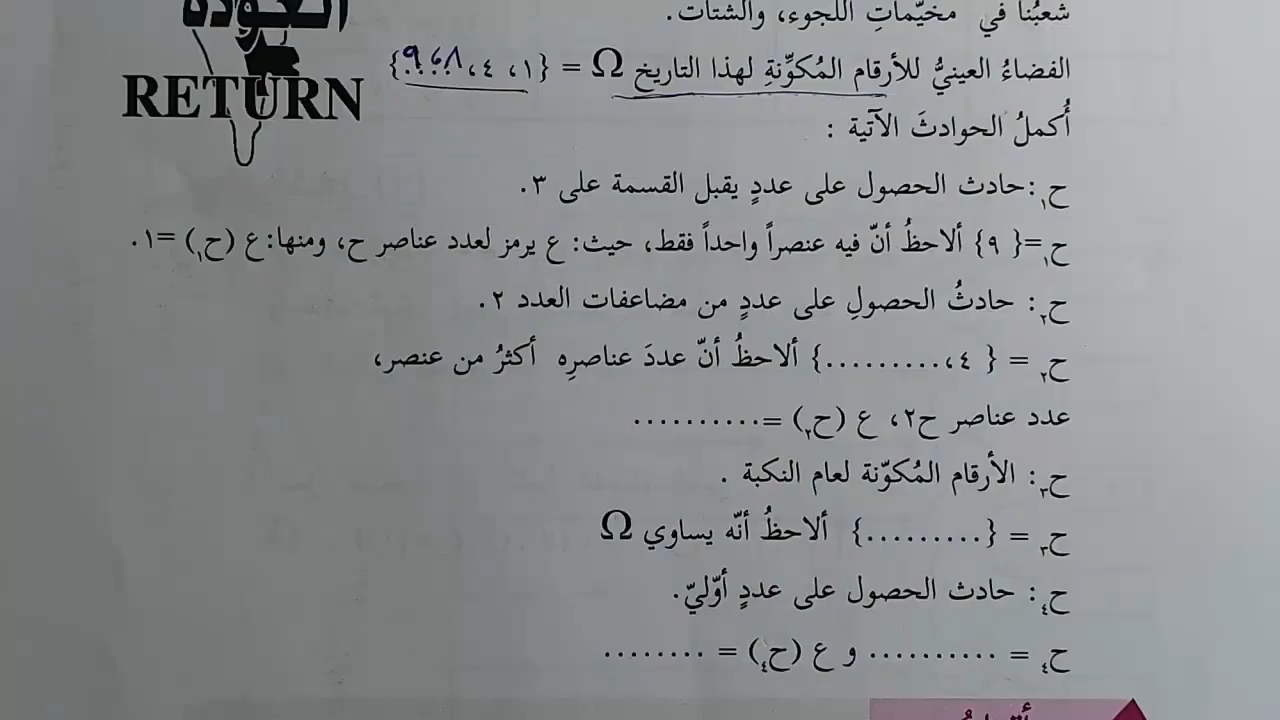 شعبُنا في مخيّماتِ اللجوء، والشتات.
العودة
RETURN
الفضاءُ العينيُّ للأرقام المُكوِّنةِ لهذا التاريخ Ω = {١، ٤، ٨، ٩}
أُكملُ الحوادثَ الآتية :
ح١: حادث الحصول على عددٍ يقبل القسمة على ٣.
ح١= {٩} ألاحظُ أنّ فيه عنصراً واحداً فقط، حيث: ع يرمز لعدد عناصر ح، ومنها: ع (ح١) =١.
ح٢: حادثُ الحصولِ على عددٍ من مضاعفات العدد ٢.
ح٢ = {٤،..........} ألاحظُ أنّ عددَ عناصرِه أكثرُ من عنصر،
عدد عناصر ح٢، ع (ح٢) =..........
ح٣: الأرقام المُكوّنة لعام النكبة .
ح٣ = {.........} ألاحظُ أنّه يساوي Ω
ح٤: حادث الحصول على عددٍ أوّليّ.
ح٤ = .......... و ع (ح٤) = ........